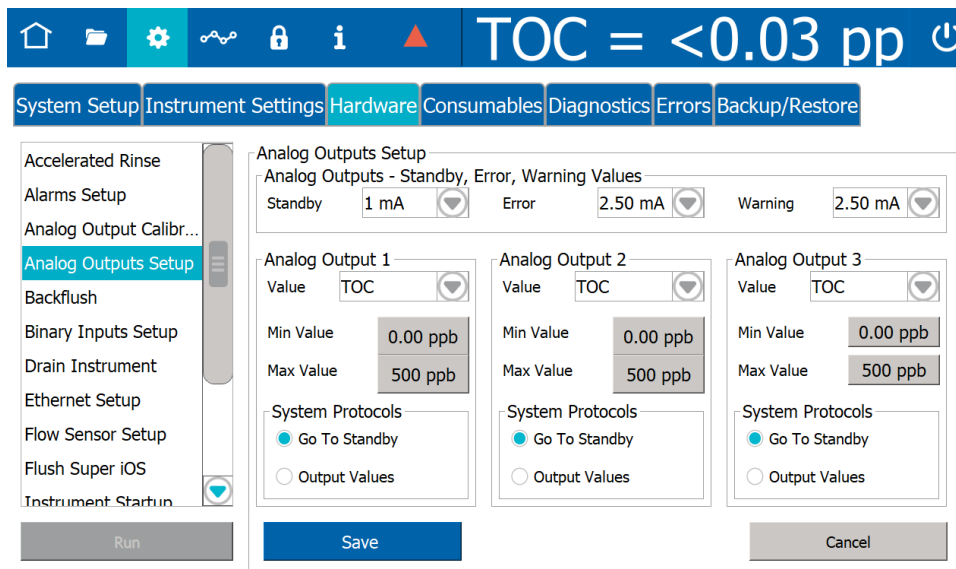 TOC = <0.03 pp
System Setup Instrument Settings Hardware Consumables Diagnostics Errors Backup/Restore
Accelerated Rinse
Alarms Setup
Analog Output Calibr...
Analog Outputs Setup
Backflush
Binary Inputs Setup
Drain Instrument
Ethernet Setup
Flow Sensor Setup
Flush Super iOS
Instrument Startup
Run
Analog Outputs Setup
Analog Outputs - Standby, Error, Warning Values
Standby 1 mA Error 2.50 mA Warning 2.50 mA
Analog Output 1
Value TOC
Min Value 0.00 ppb
Max Value 500 ppb
System Protocols
Go To Standby
Output Values
Analog Output 2
Value TOC
Min Value 0.00 ppb
Max Value 500 ppb
System Protocols
Go To Standby
Output Values
Analog Output 3
Value TOC
Min Value 0.00 ppb
Max Value 500 ppb
System Protocols
Go To Standby
Output Values
Save
Cancel